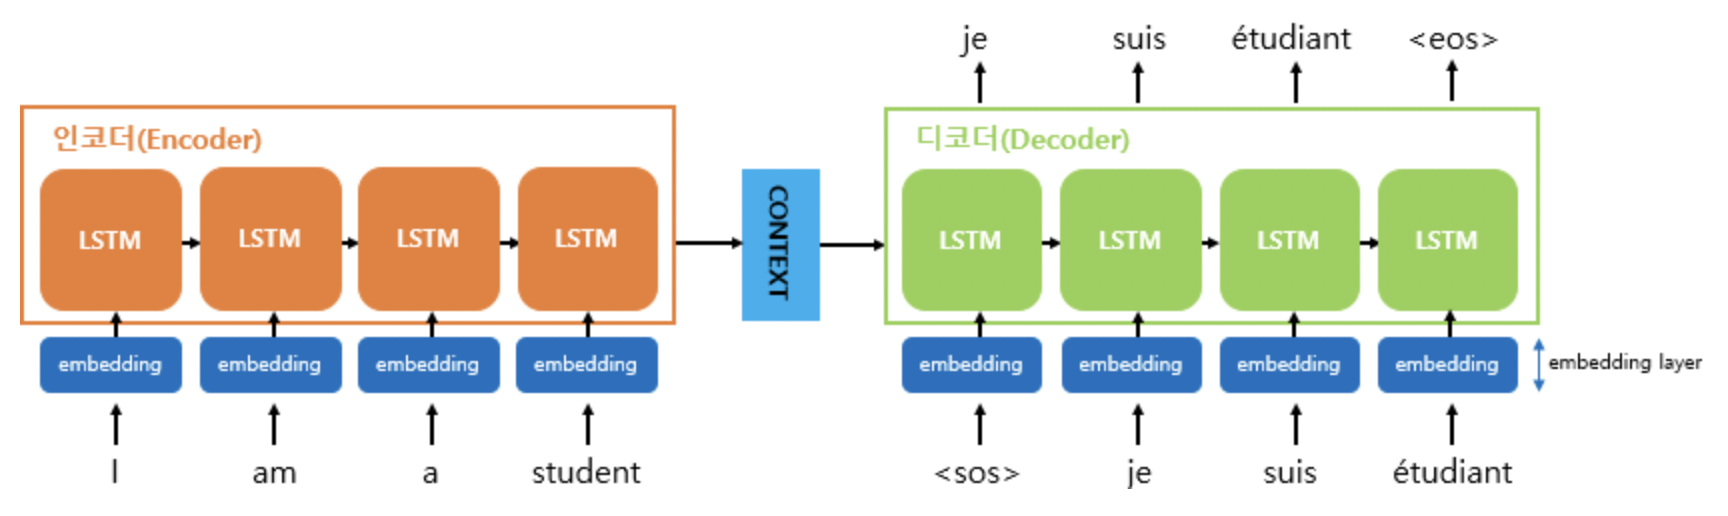 je suis étudiant <eos>
인코더(Encoder)
LSTM LSTM LSTM LSTM
embedding embedding embedding embedding
I am a student
CONTEXT
디코더(Decoder)
LSTM LSTM LSTM LSTM
embedding embedding embedding embedding
embedding layer
<sos> je suis étudiant